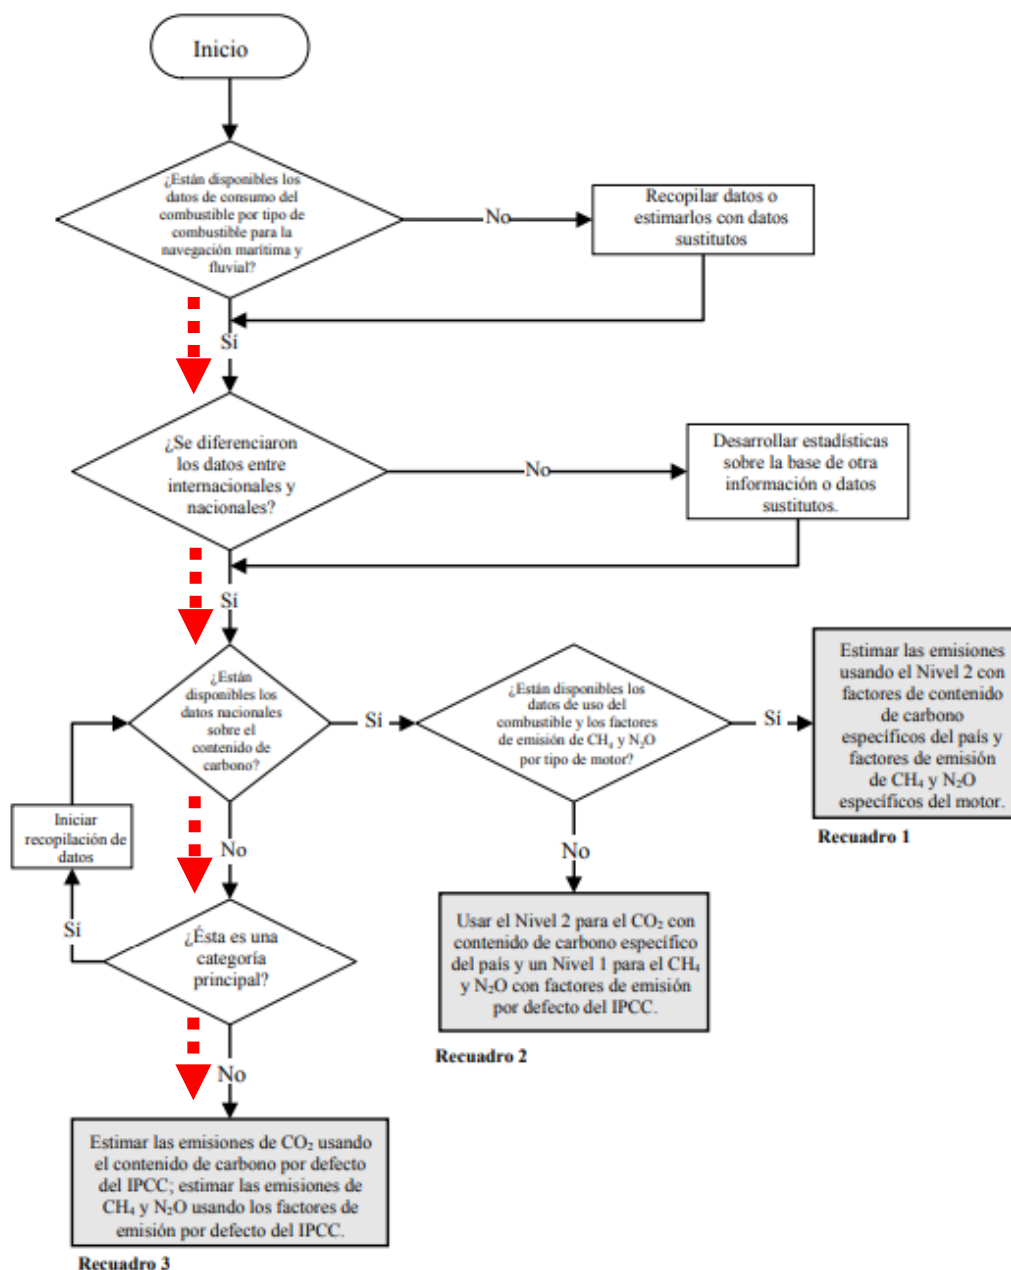 Inicio
¿Están disponibles los
datos de consumo del
combustible por tipo de
combustible para la
navegación marítima y
fluvial?
No
Recopilar datos o
estimarlos con datos
sustitutos
Sí
¿Se diferenciaron
los datos entre
internacionales y
nacionales?
No
Desarrollar estadísticas
sobre la base de otra
información o datos
sustitutos.
Sí
¿Están
disponibles los
datos nacionales
sobre el
contenido de
carbono?
Sí
¿Están disponibles los
datos de uso del
combustible y los factores
de emisión de CH₄ y N₂O
por tipo de motor?
Sí
Estimar las emisiones
usando el Nivel 2 con
factores de contenido
de carbono
específicos del país y
factores de emisión
de CH₄ y N₂O
específicos del motor.
Recuadro 1
Iniciar
recopilación de
datos
No
No
Sí
¿Ésta es una
categoría
principal?
Usar el Nivel 2 para el CO₂ con
contenido de carbono específico
del país y un Nivel 1 para el CH₄
y N₂O con factores de emisión
por defecto del IPCC.
Recuadro 2
No
Estimar las emisiones de CO₂ usando
el contenido de carbono por defecto
del IPCC; estimar las emisiones de
CH₄ y N₂O usando los factores de
emisión por defecto del IPCC.
Recuadro 3